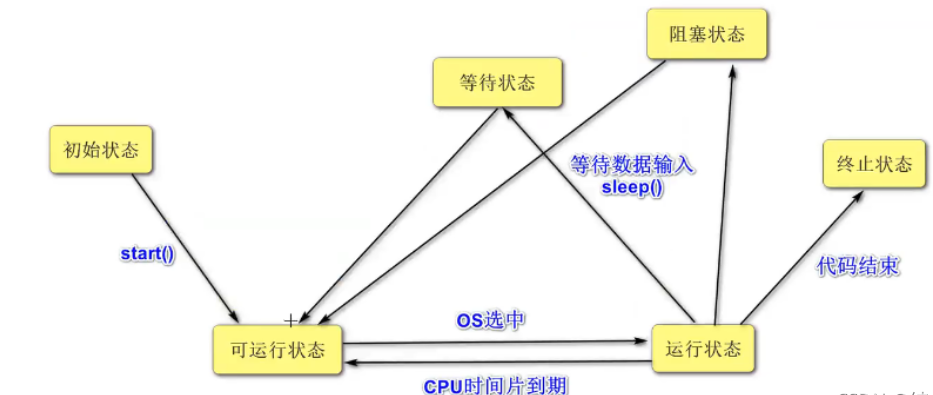 阻塞状态
等待状态
初始状态
等待数据输入
sleep()
终止状态
start()
代码结束
OS选中
可运行状态
运行状态
CPU时间片到期